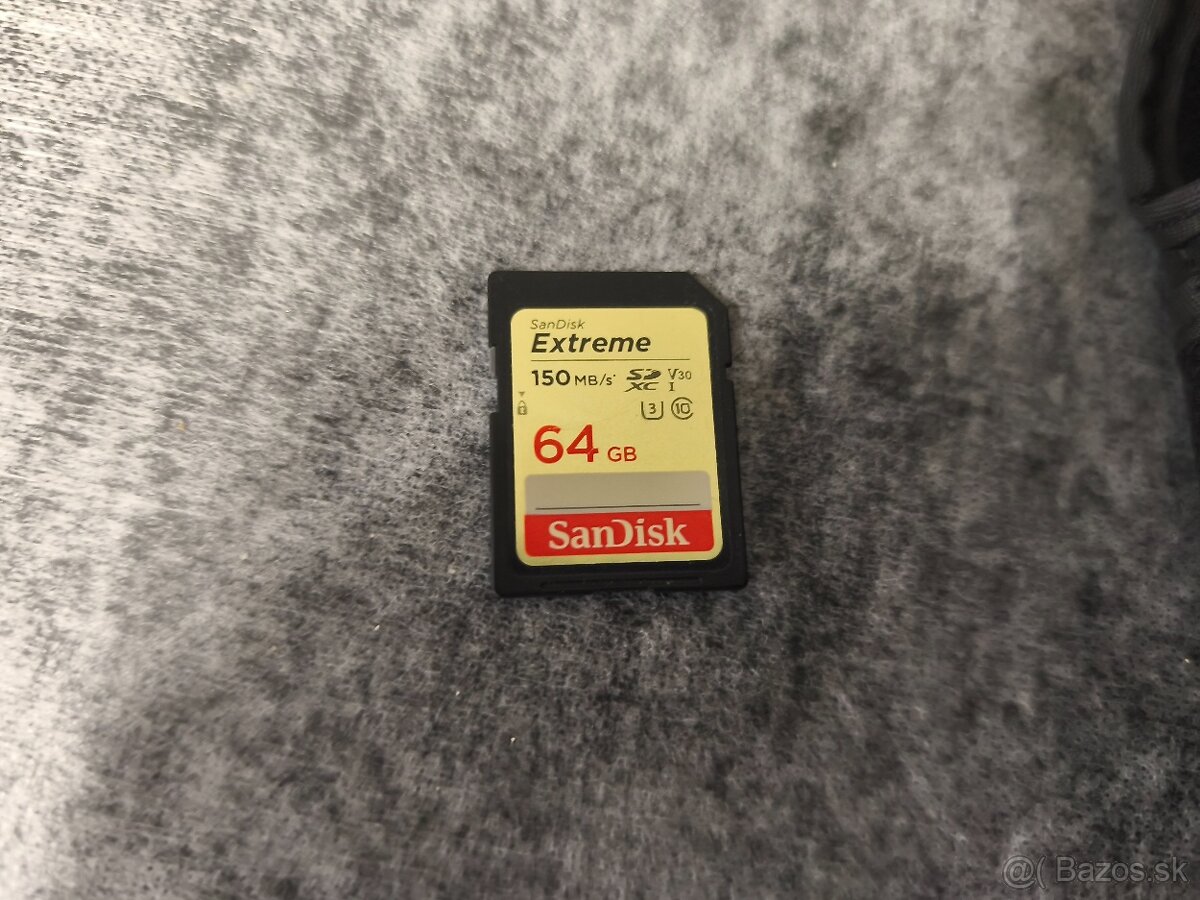 SanDisk
Extreme
150 MB/s* SD XC V30 I
3 10
64 GB
SanDisk
@( Bazos.sk